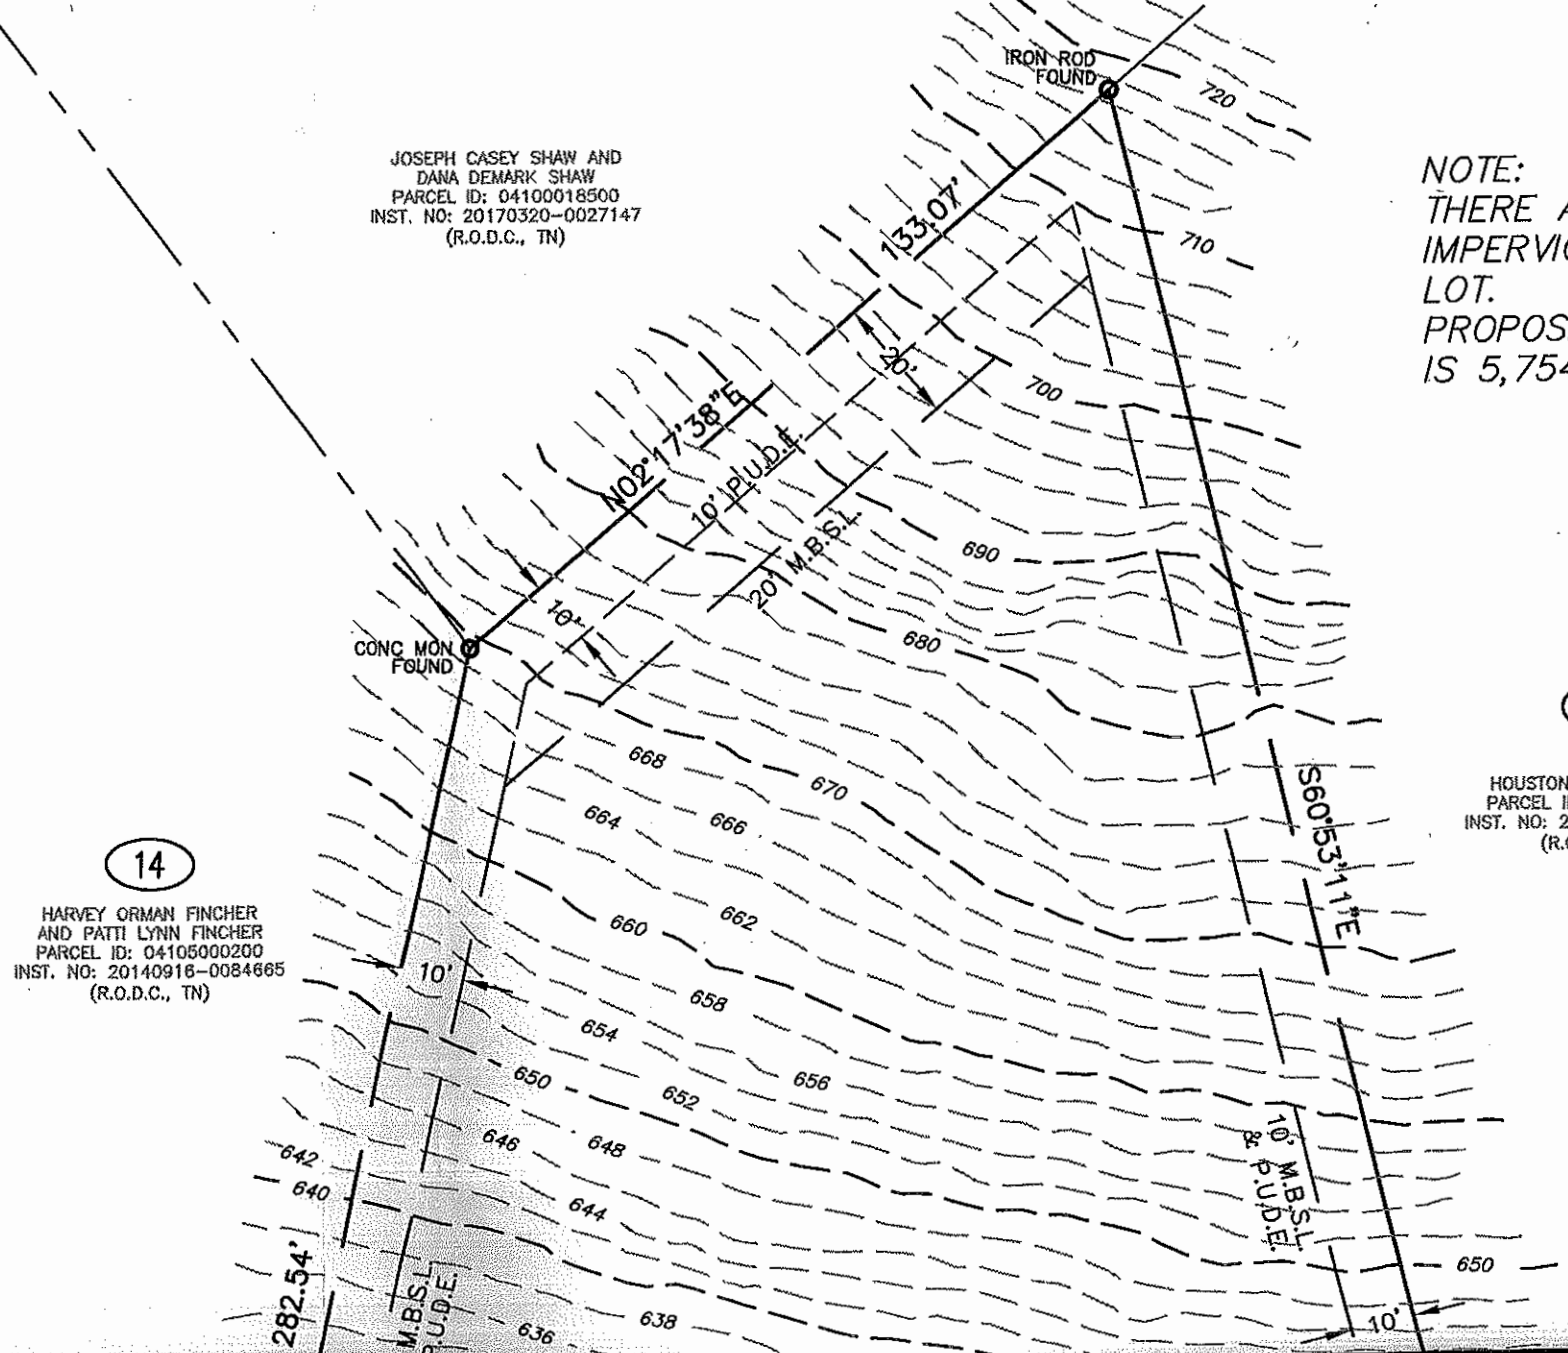 IRON ROD
FOUND
720
JOSEPH CASEY SHAW AND
DANA DEMARK SHAW
PARCEL ID: 04100018500
INST. NO: 20170320-0027147
(R.O.D.C., TN)
133.07'
NOTE:
THERE A
IMPERVIO
LOT.
PROPOS
IS 5,754
710
20'
700
N02°17'38"E
10' P.U.D.E.
20' M.B.S.L.
690
10'
680
CONC MON
FOUND
668
670
664
666
S60°53'11"E
HOUSTON
PARCEL I
INST. NO: 2
(R.
14
HARVEY ORMAN FINCHER
AND PATTI LYNN FINCHER
PARCEL ID: 04105000200
INST. NO: 20140916-0084665
(R.O.D.C., TN)
660
662
10'
658
654
650
656
652
646
648
642
640
644
10' M.B.S.L.
& P.U.D.E.
650
282.54'
M.B.S.L.
P.U.D.E.
636
638
10'